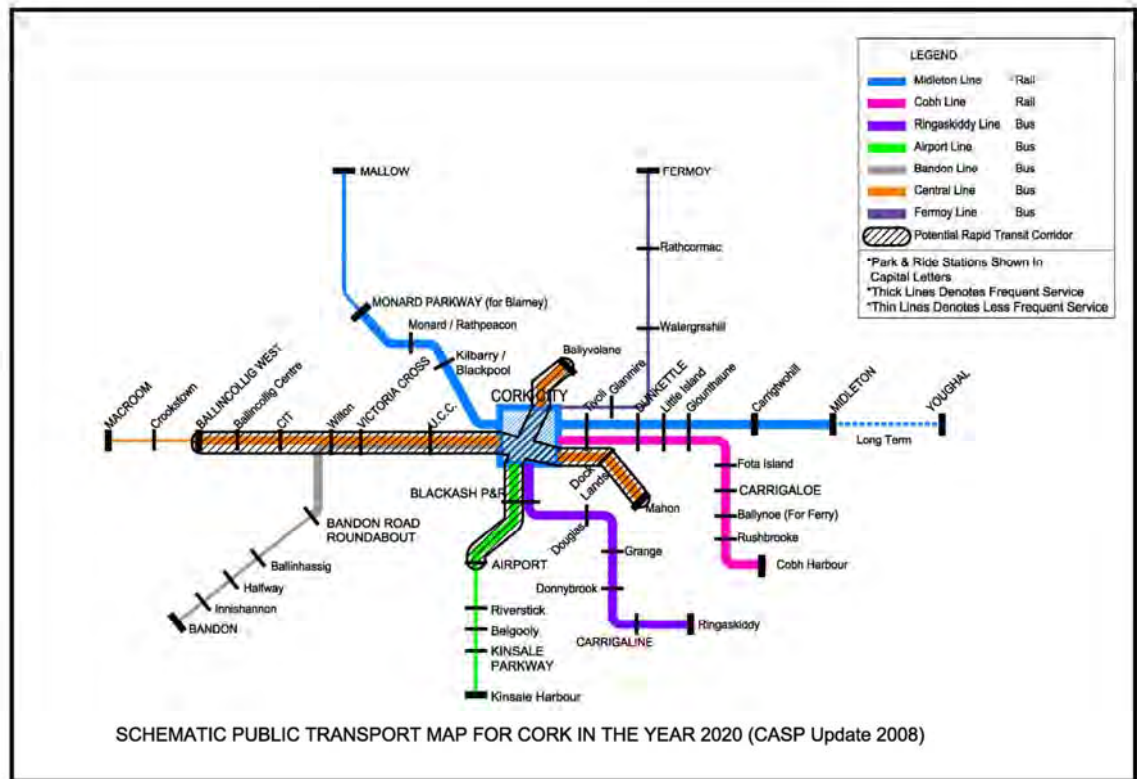 LEGEND
Midleton Line Rail
Cobh Line Rail
Ringaskiddy Line Bus
Airport Line Bus
Bandon Line Bus
Central Line Bus
Fermoy Line Bus
Potential Rapid Transit Corridor
*Park & Ride Stations Shown In
Capital Letters
*Thick Lines Denotes Frequent Service
*Thin Lines Denotes Less Frequent Service
MALLOW
FERMOY
Rathcormac
MONARD PARKWAY (for Blarney)
Monard / Rathpeacon
Watergrsahill
Kilbarry /
Blackpool
Ballyvolane
CORK CITY
MACROOM
Crookstown
BALLINCOLLIG WEST
Ballincollig Centre
CIT
Wilton
VICTORIA CROSS
U.C.C.
Tivoli
Glanmire
DUNKETTLE
Little Island
Glounthaune
Carrigtwohill
MIDLETON
YOUGHAL
Long Term
Fota Island
CARRIGALOE
Ballynoe (For Ferry)
Rushbrooke
Cobh Harbour
Dock
Lands
Mahon
BLACKASH P&R
Douglas
Grange
Donnybrook
CARRIGALINE
Ringaskiddy
BANDON ROAD
ROUNDABOUT
Ballinhassig
Halfway
Innishannon
BANDON
AIRPORT
Riverstick
Belgooly
KINSALE
PARKWAY
Kinsale Harbour
SCHEMATIC PUBLIC TRANSPORT MAP FOR CORK IN THE YEAR 2020 (CASP Update 2008)